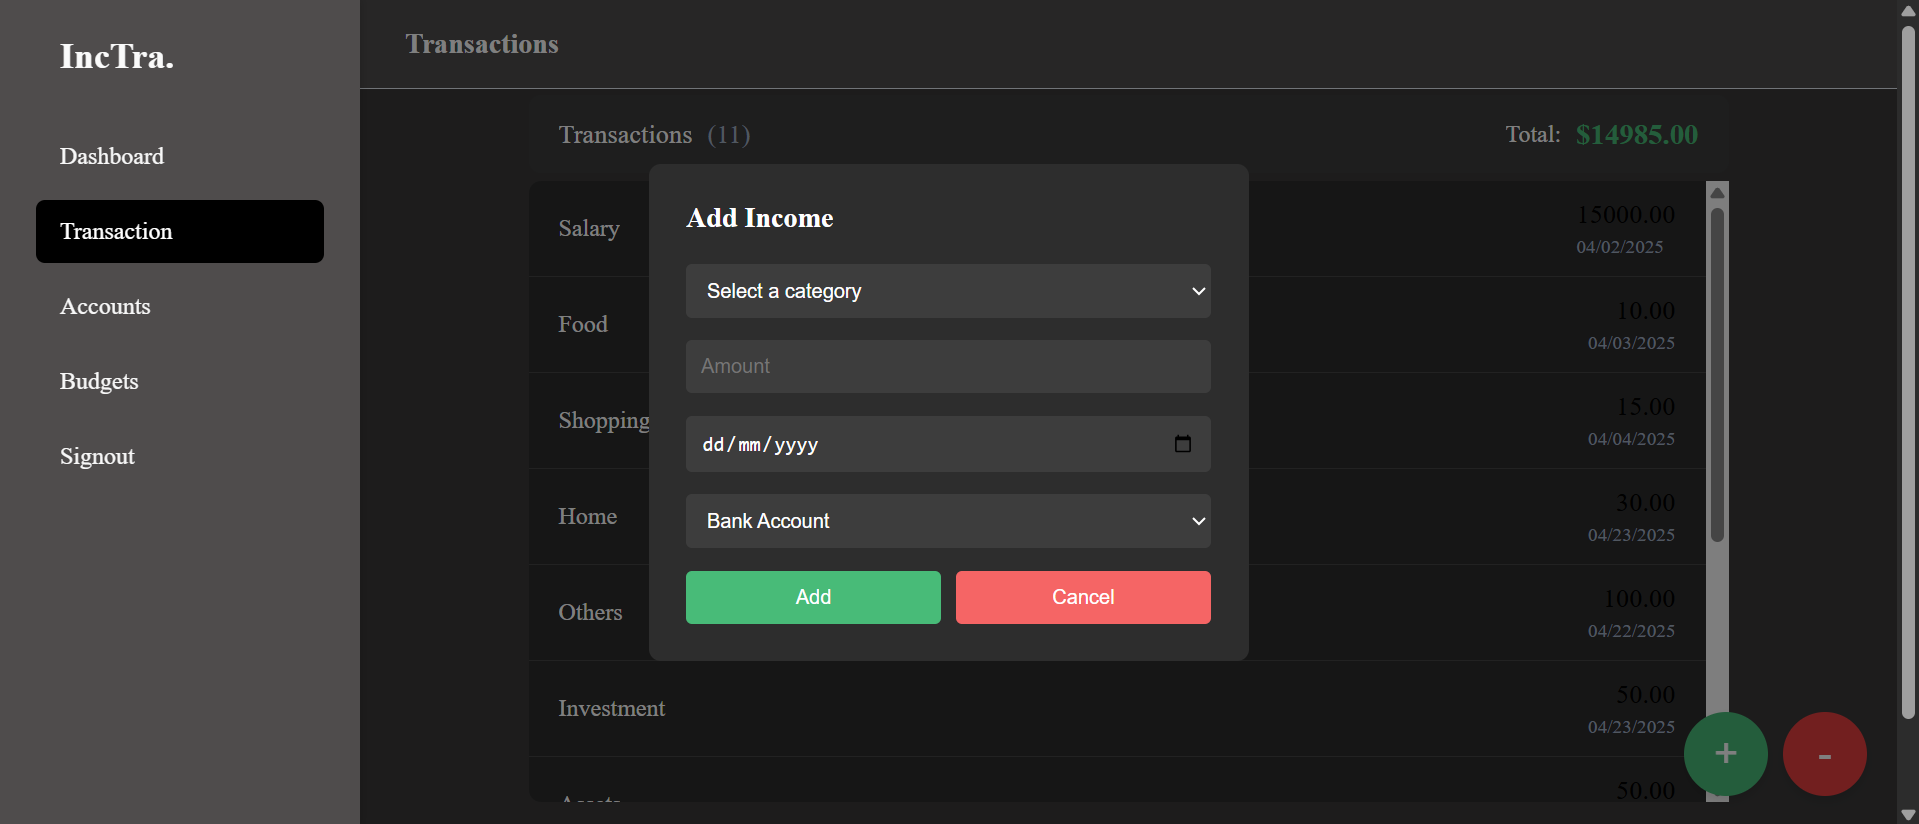 IncTra.
Dashboard
Transaction
Accounts
Budgets
Signout
Transactions
Transactions (11)
Total: $14985.00
Salary
15000.00
04/02/2025
Food
10.00
04/03/2025
Shopping
15.00
04/04/2025
Home
30.00
04/23/2025
Others
100.00
04/22/2025
Investment
50.00
04/23/2025
Assets
50.00
Add Income
Select a category
Amount
dd/mm/yyyy
Bank Account
Add
Cancel
+
-